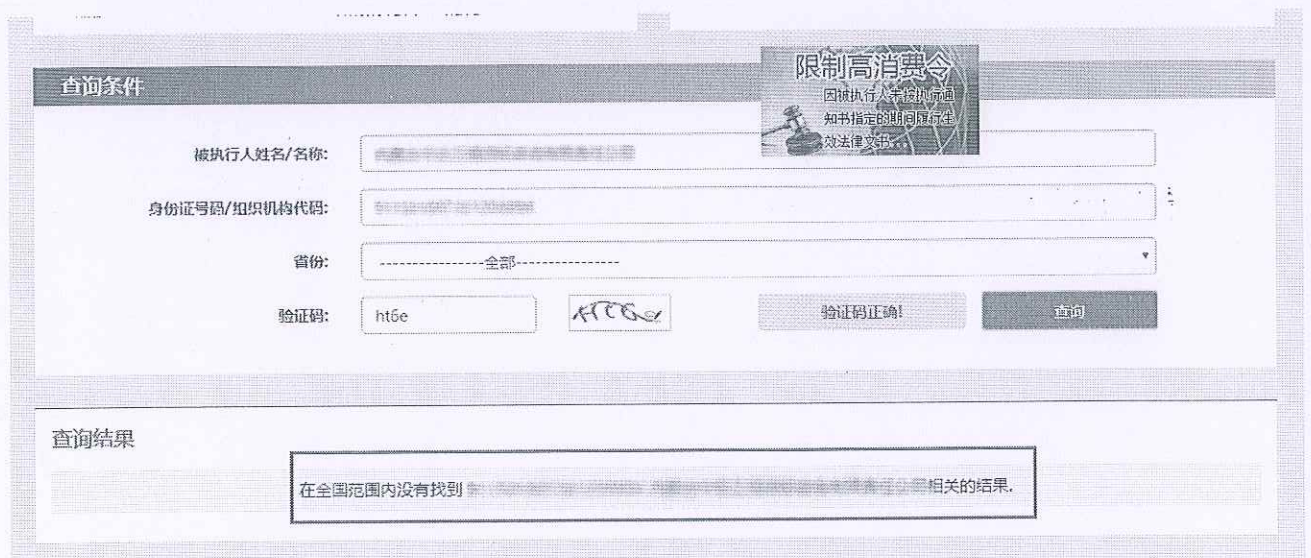 查询条件
限制高消费令
因被执行人未按执行通
知书指定的期间履行生
效法律文书...
被执行人姓名/名称:
身份证号码/组织机构代码:
省份:
----------------全部----------------
验证码:
ht6e
验证码正确!
查询
查询结果
在全国范围内没有找到
相关的结果.